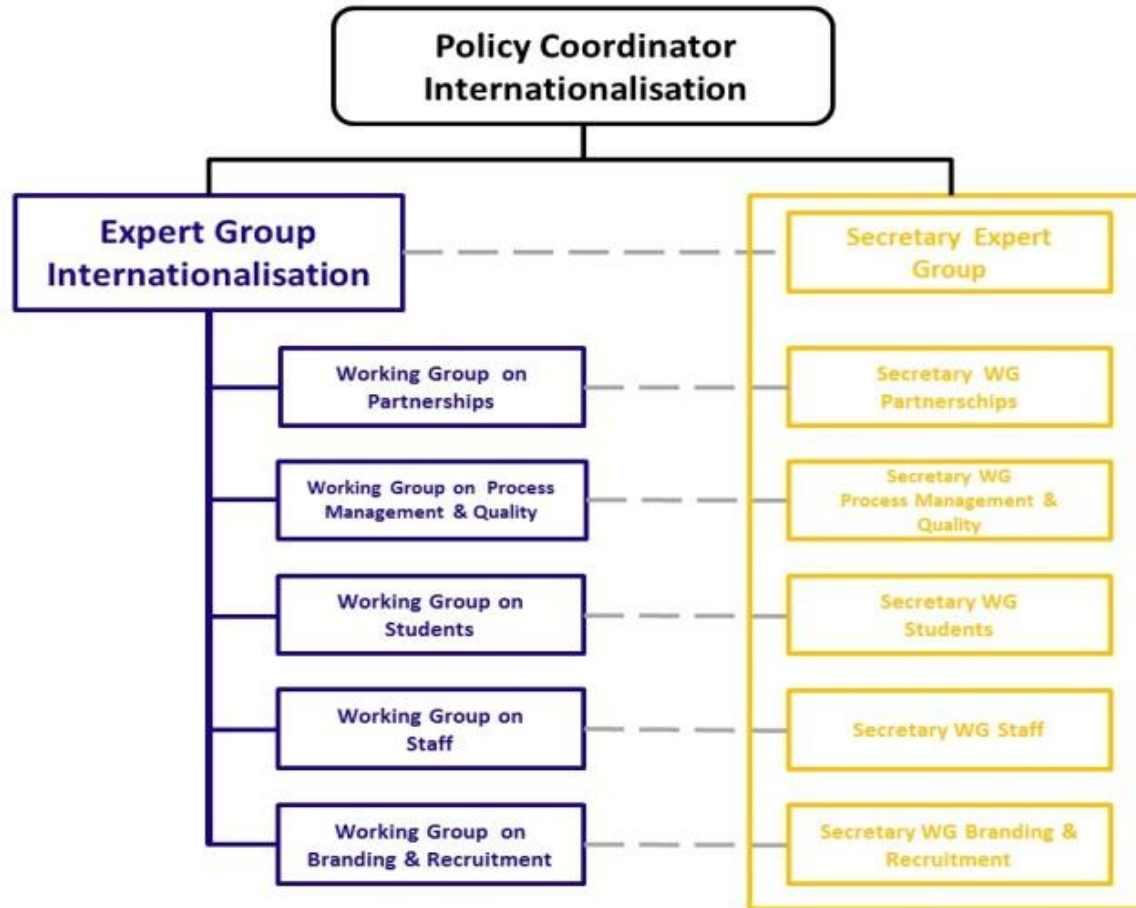 Policy Coordinator
Internationalisation
Expert Group
Internationalisation
Secretary Expert
Group
Working Group on
Partnerships
Secretary WG
Partnerschips
Working Group on Process
Management & Quality
Secretary WG
Process Management &
Quality
Working Group on
Students
Secretary WG
Students
Working Group on
Staff
Secretary WG Staff
Working Group on
Branding & Recruitment
Secretary WG Branding &
Recruitment